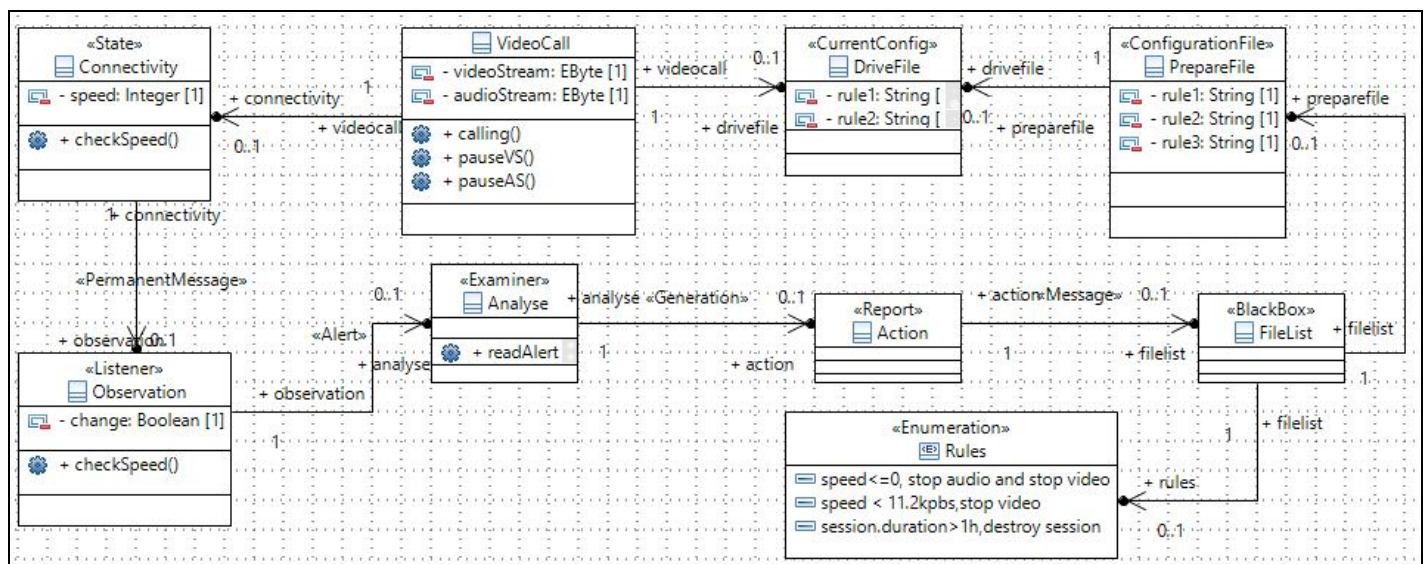 «State»
Connectivity
- speed: Integer [1]
+ checkSpeed()
+ connectivity
+ videocall
0..1
1
VideoCall
- videoStream: EByte [1]
- audioStream: EByte [1]
+ calling()
+ pauseVS()
+ pauseAS()
+ videocall
0..1
1
+ drivefile
«CurrentConfig»
DriveFile
- rule1: String [
- rule2: String [
+ drivefile
1
0..1
+ preparefile
«ConfigurationFile»
PrepareFile
- rule1: String [1]
- rule2: String [1]
- rule3: String [1]
+ preparefile
0..1
1
+ connectivity
«PermanentMessage»
+ observation
0..1
«Listener»
Observation
- change: Boolean [1]
+ checkSpeed()
«Alert»
0..1
+ analyse
+ observation
1
«Examiner»
Analyse
+ readAlert
+ analyse
«Generation»
0..1
1
+ action
«Report»
Action
+ action
«Message»
0..1
1
+ filelist
«BlackBox»
FileList
+ filelist
1
1
+ filelist
+ rules
0..1
«Enumeration»
Rules
speed<=0, stop audio and stop video
speed < 11.2kpbs,stop video
session.duration>1h,destroy session